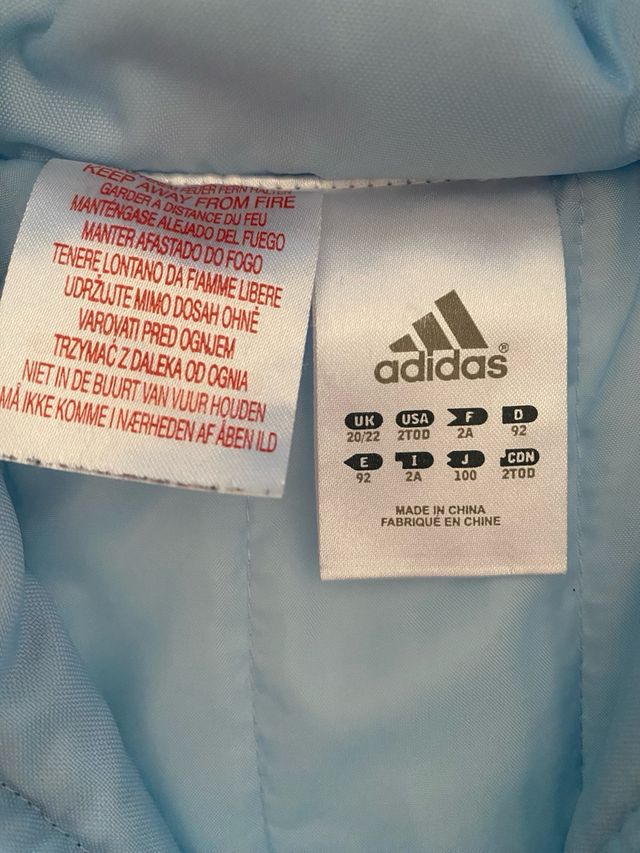 FEUER FERN HALTEN
KEEP AWAY FROM FIRE
GARDER A DISTANCE DU FEU
MANTÉNGASE ALEJADO DEL FUEGO
MANTER AFASTADO DO FOGO
TENERE LONTANO DA FIAMME LIBERE
UDRŽUJTE MIMO DOSAH OHNĚ
VAROVATI PRED OGNJEM
TRZYMAĆ Z DALEKA OD OGNIA
NIET IN DE BUURT VAN VUUR HOUDEN
MÅ IKKE KOMME I NÆRHEDEN AF ÅBEN ILD
adidas®
UK USA F D
20/22 2TOD 2A 92
E I J CDN
92 2A 100 2TOD
MADE IN CHINA
FABRIQUÉ EN CHINE